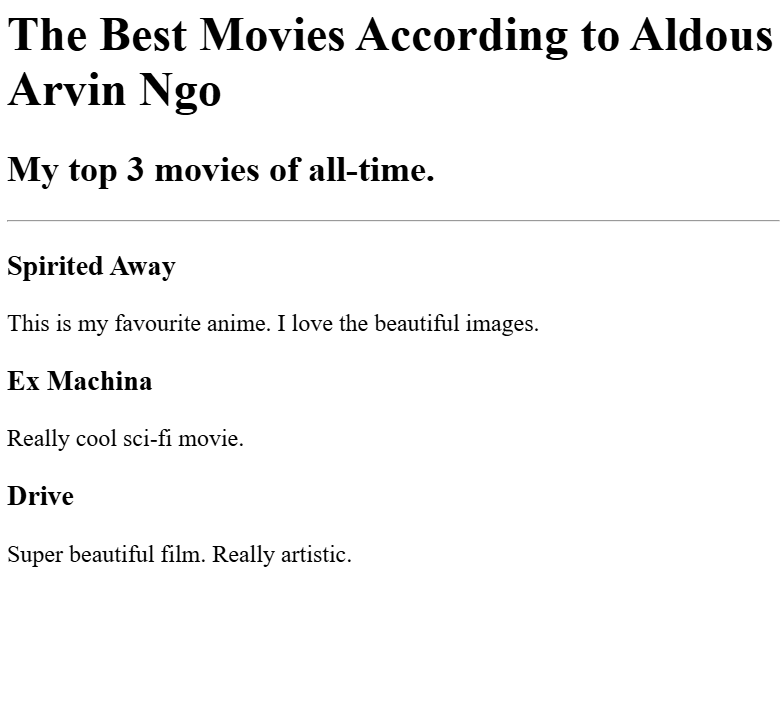 The Best Movies According to Aldous
Arvin Ngo
My top 3 movies of all-time.
Spirited Away
This is my favourite anime. I love the beautiful images.
Ex Machina
Really cool sci-fi movie.
Drive
Super beautiful film. Really artistic.